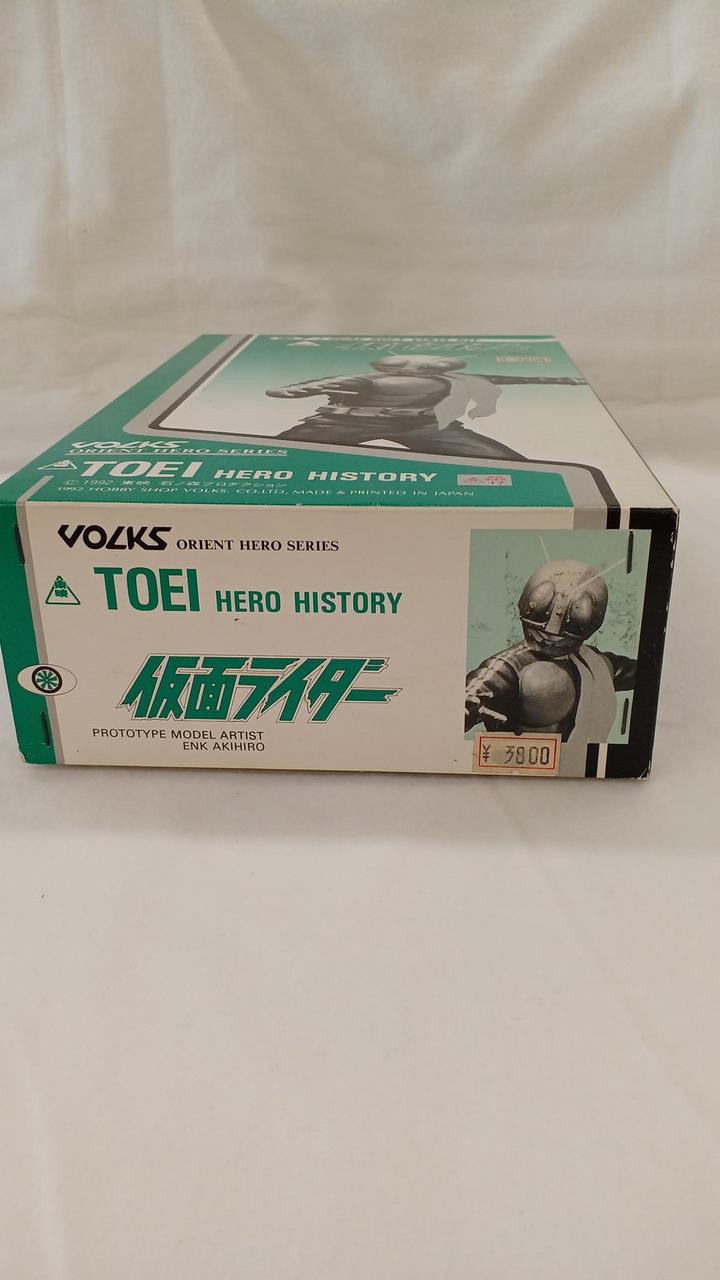 VOLKS
ORIENT HERO SERIES
TOEI HERO HISTORY
© 1992 東映 石ノ森プロダクション
1992 HOBBY SHOP VOLKS. CO.LTD. MADE & PRINTED IN JAPAN
VOLKS ORIENT HERO SERIES
東映
TOEI HERO HISTORY
仮面ライダー
PROTOTYPE MODEL ARTIST
ENK AKIHIRO
¥ 3800